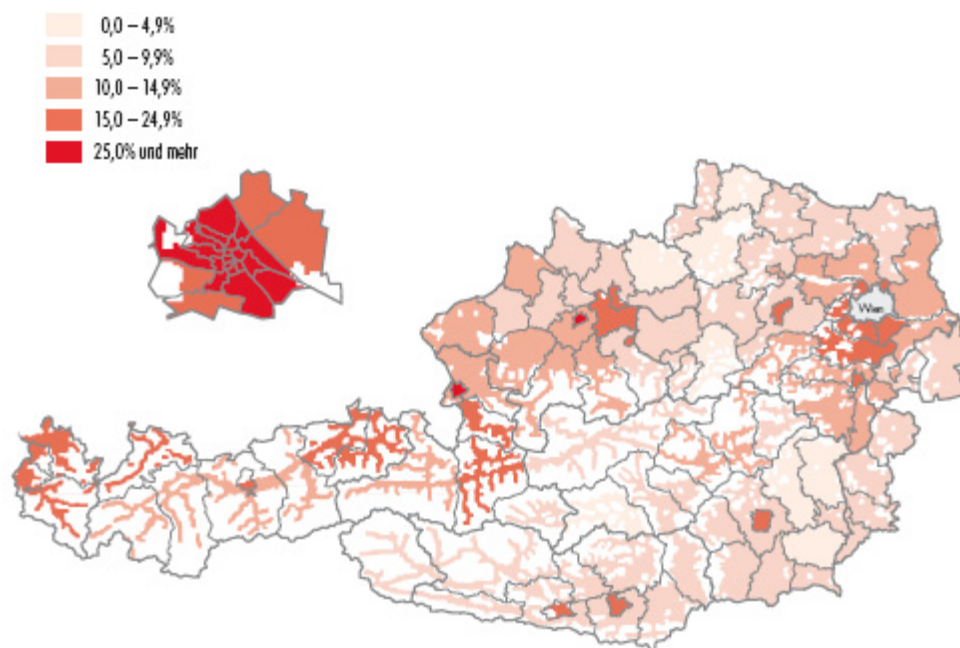 0,0 – 4,9%
5,0 – 9,9%
10,0 – 14,9%
15,0 – 24,9%
25,0% und mehr
Wien